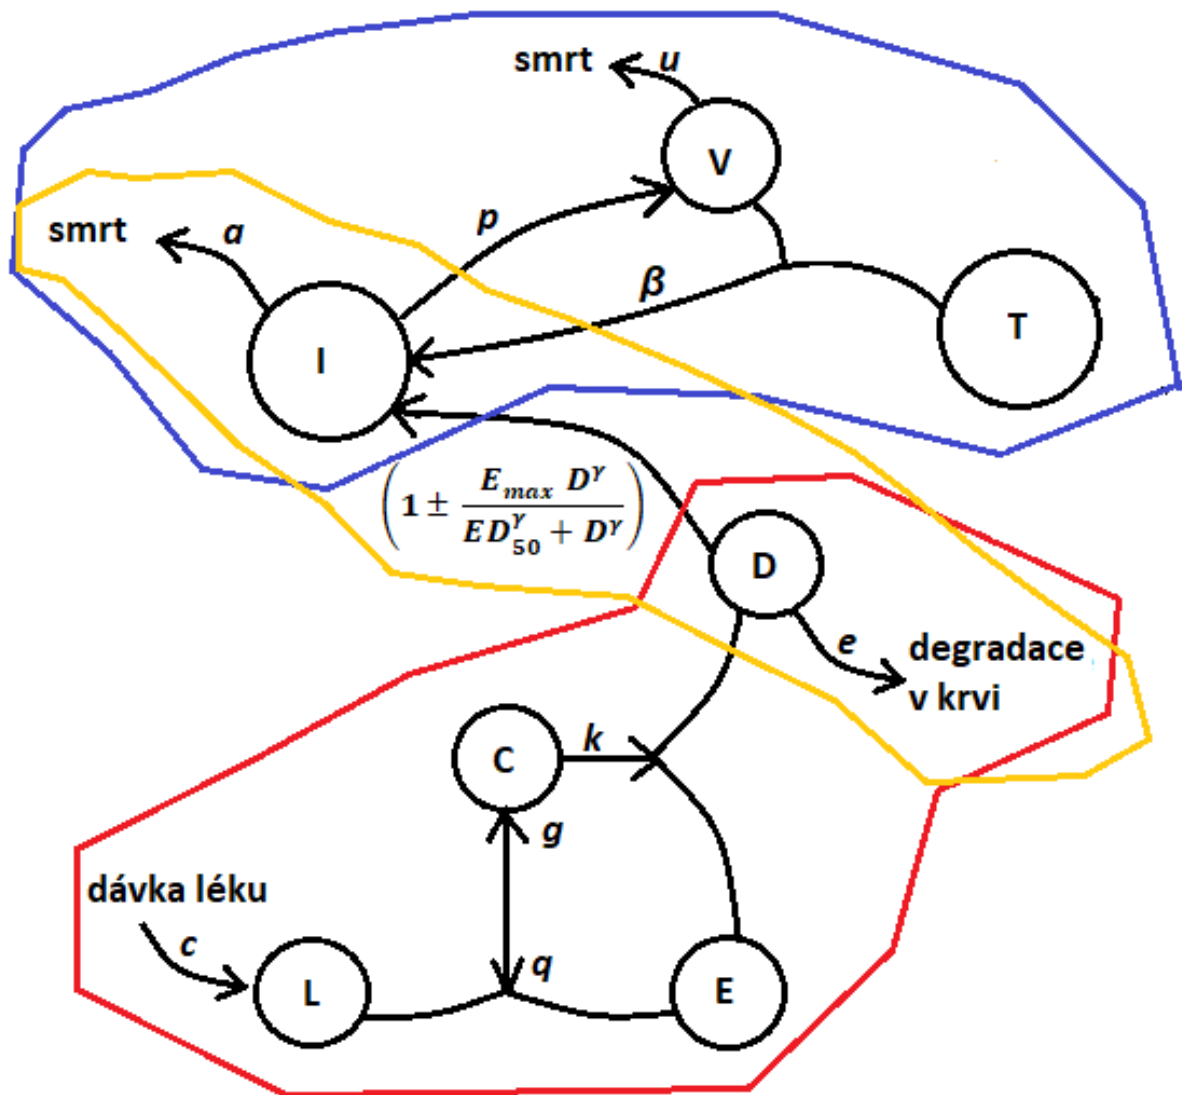 smrt u
V
smrt a
p
β
T
I
(1 ± E_max D^γ / (ED_50^γ + D^γ))
D
e degradace
v krvi
C k
g
dávka léku
c
q
L
E